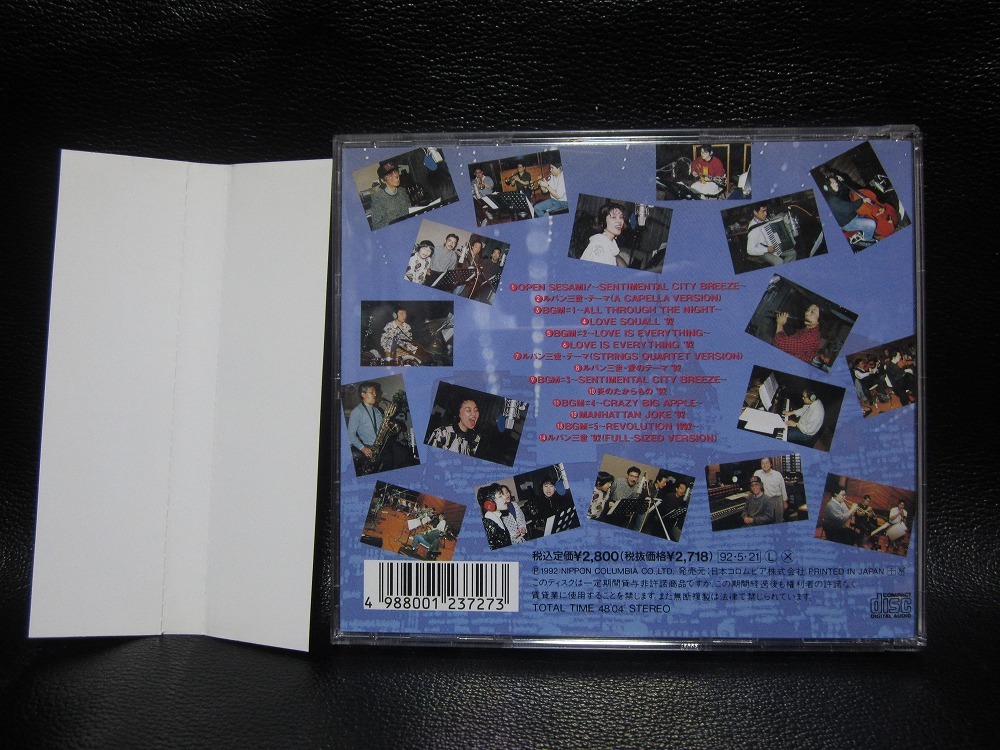 ①OPEN SESAMI!~SENTIMENTAL CITY BREEZE~
②ルパン三世・テーマ(A CAPELLA VERSION)
③BGM#1~ALL THROUGH THE NIGHT~
④LOVE SQUALL '92
⑤BGM#2~LOVE IS EVERYTHING~
⑥LOVE IS EVERYTHING '92
⑦ルパン三世・テーマ(STRINGS QUARTET VERSION)
⑧ルパン三世・愛のテーマ '92
⑨BGM#3~SENTIMENTAL CITY BREEZE~
⑩炎のたからもの '92
⑪BGM#4~CRAZY BIG APPLE~
⑫MANHATTAN JOKE '92
⑬BGM#5~REVOLUTION 1992~
⑭ルパン三世 '92(FULL-SIZED VERSION)
税込定価¥2,800(税抜価格¥2,718) 92・5・21 Ⓛ Ⓧ
Ⓟ1992 NIPPON COLUMBIA CO.,LTD. 発売元:日本コロムビア株式会社 PRINTED IN JAPAN
このディスクは一定期間貸与非許諾商品ですが、この期間経過後も権利者の許諾なく
賃貸業に使用することを禁じます。また無断複製は法律で禁じられています。
TOTAL TIME 48'04" STEREO
4 988001 237273
COMPACT
disc
DIGITAL AUDIO